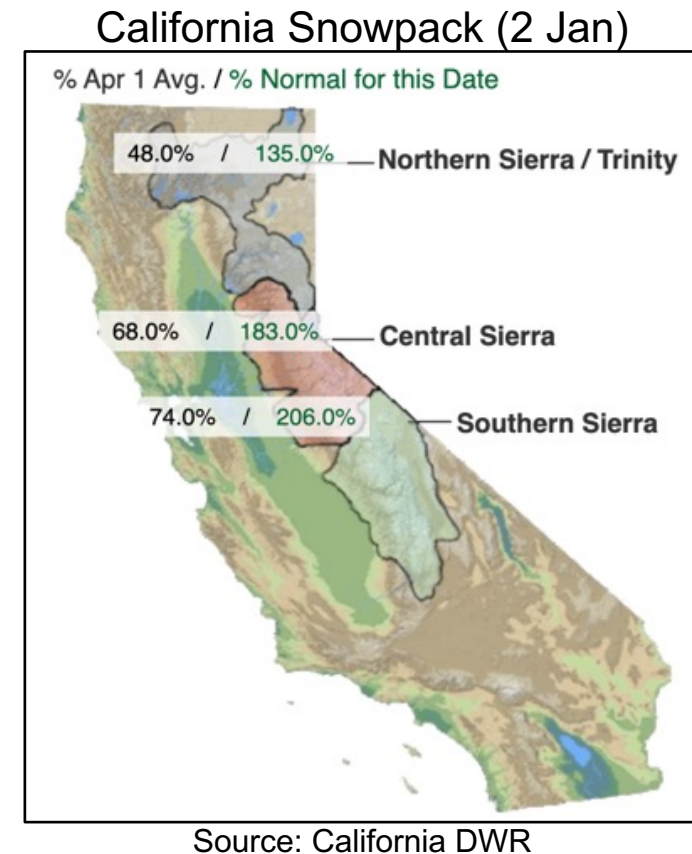 California Snowpack (2 Jan)
% Apr 1 Avg. / % Normal for this Date
48.0% / 135.0% Northern Sierra / Trinity
68.0% / 183.0% Central Sierra
74.0% / 206.0% Southern Sierra
Source: California DWR